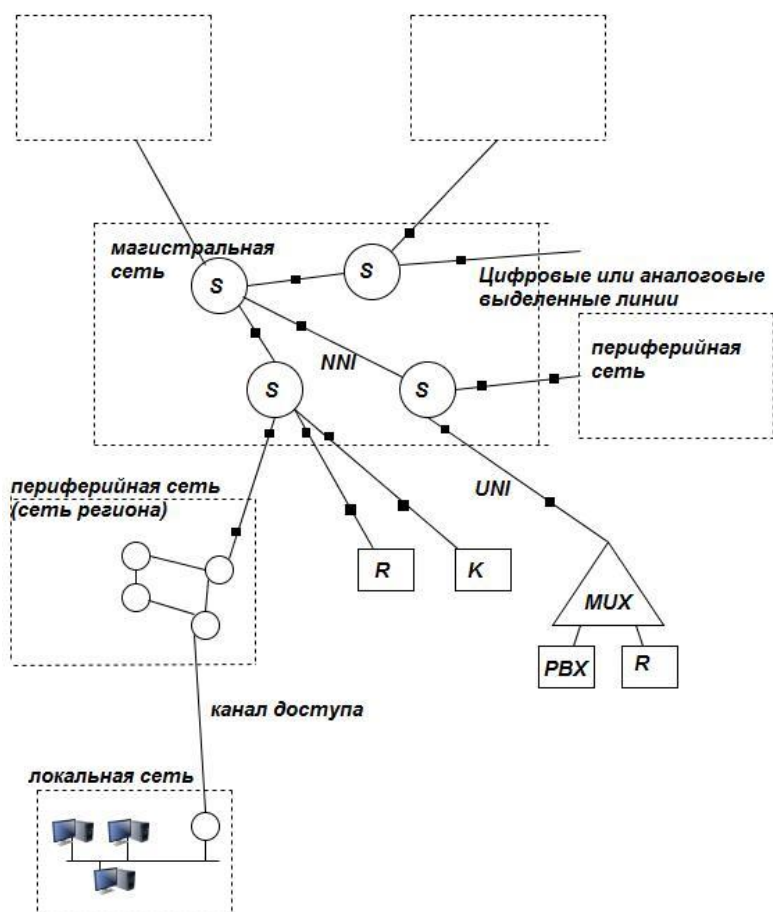 магистральная
сеть
S
S
Цифровые или аналоговые
выделенные линии
NNI
периферийная
сеть
S
S
периферийная сеть
(сеть региона)
UNI
R
K
MUX
PBX
R
канал доступа
локальная сеть